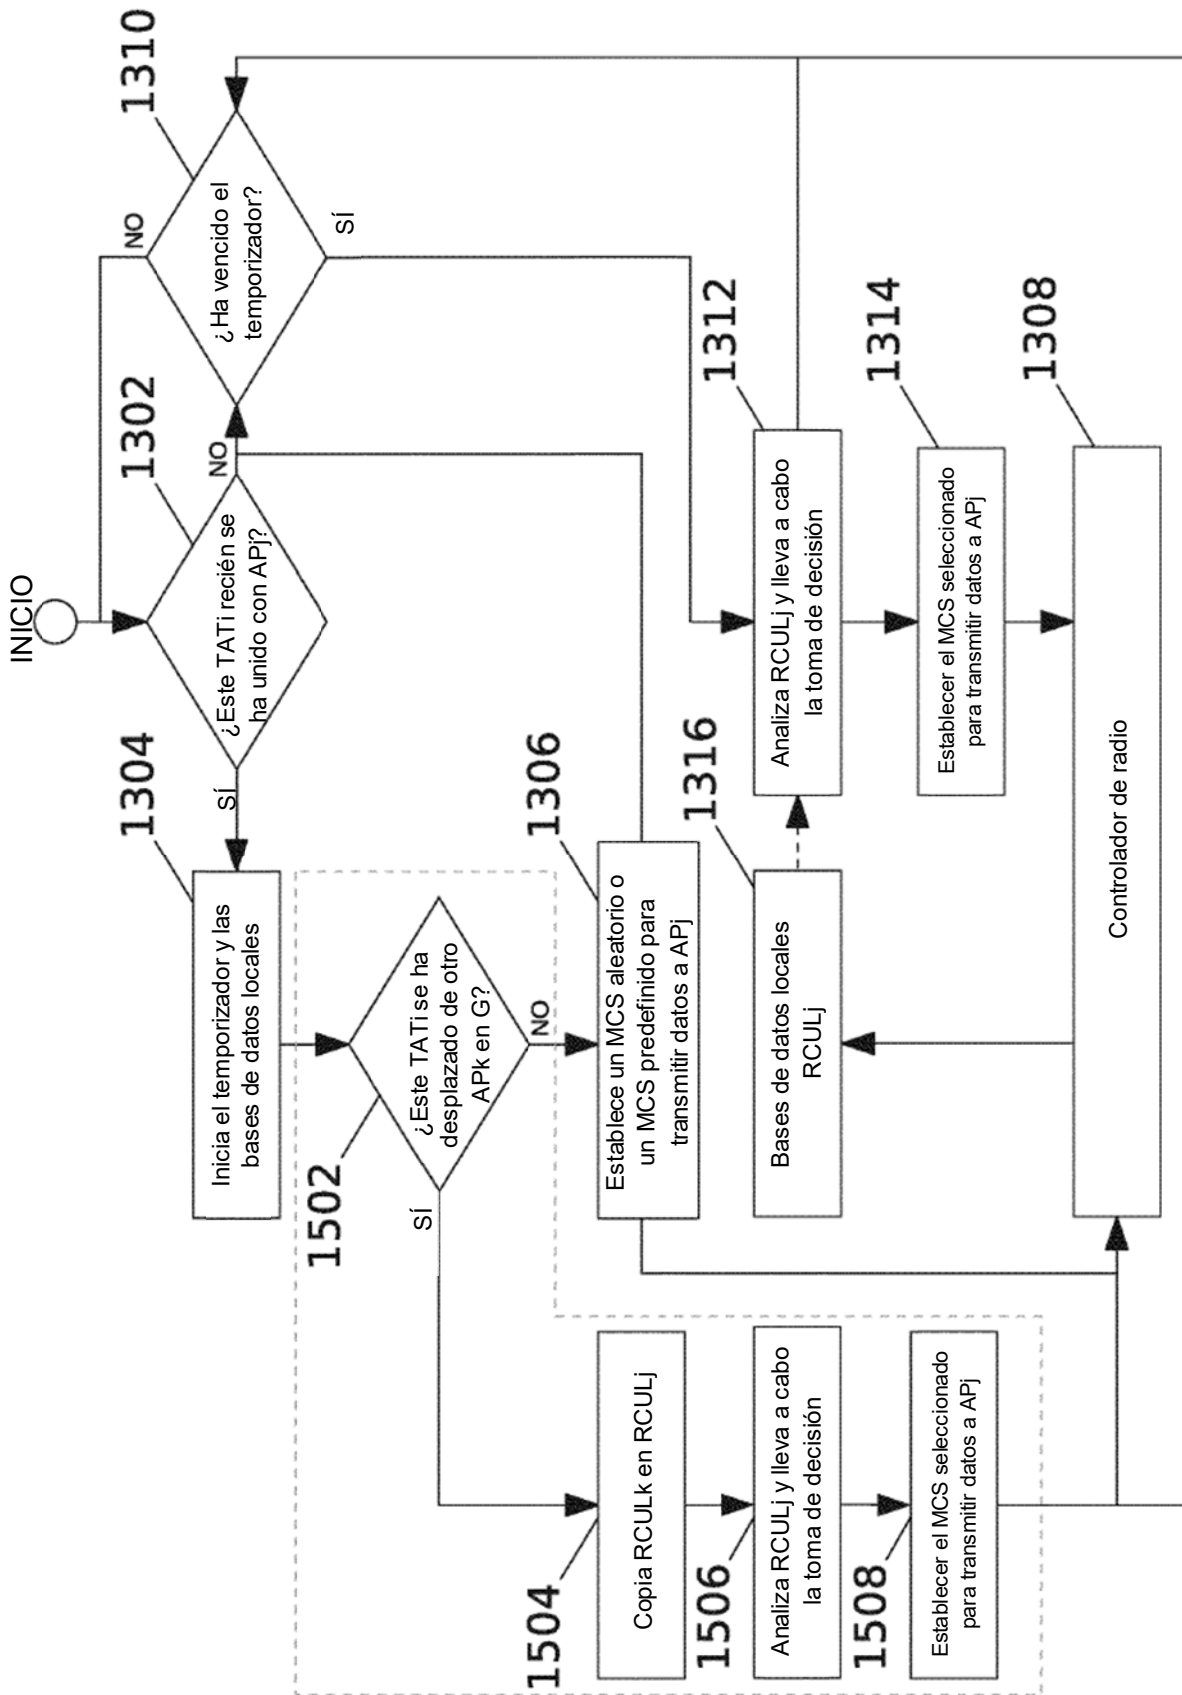 INICIO
1302
¿Este TATi recién se
ha unido con APj?
NO
SÍ
1310
¿Ha vencido el
temporizador?
NO
SÍ
1304
Inicia el temporizador y las
bases de datos locales
1502
¿Este TATi se ha
desplazado de otro
APk en G?
SÍ
NO
1306
Establece un MCS aleatorio o
un MCS predefinido para
transmitir datos a APj
1504
Copia RCULk en RCULj
1506
Analiza RCULj y lleva a cabo
la toma de decisión
1508
Establecer el MCS seleccionado
para transmitir datos a APj
1316
Bases de datos locales
RCULj
1312
Analiza RCULj y lleva a cabo
la toma de decisión
1314
Establecer el MCS seleccionado
para transmitir datos a APj
1308
Controlador de radio